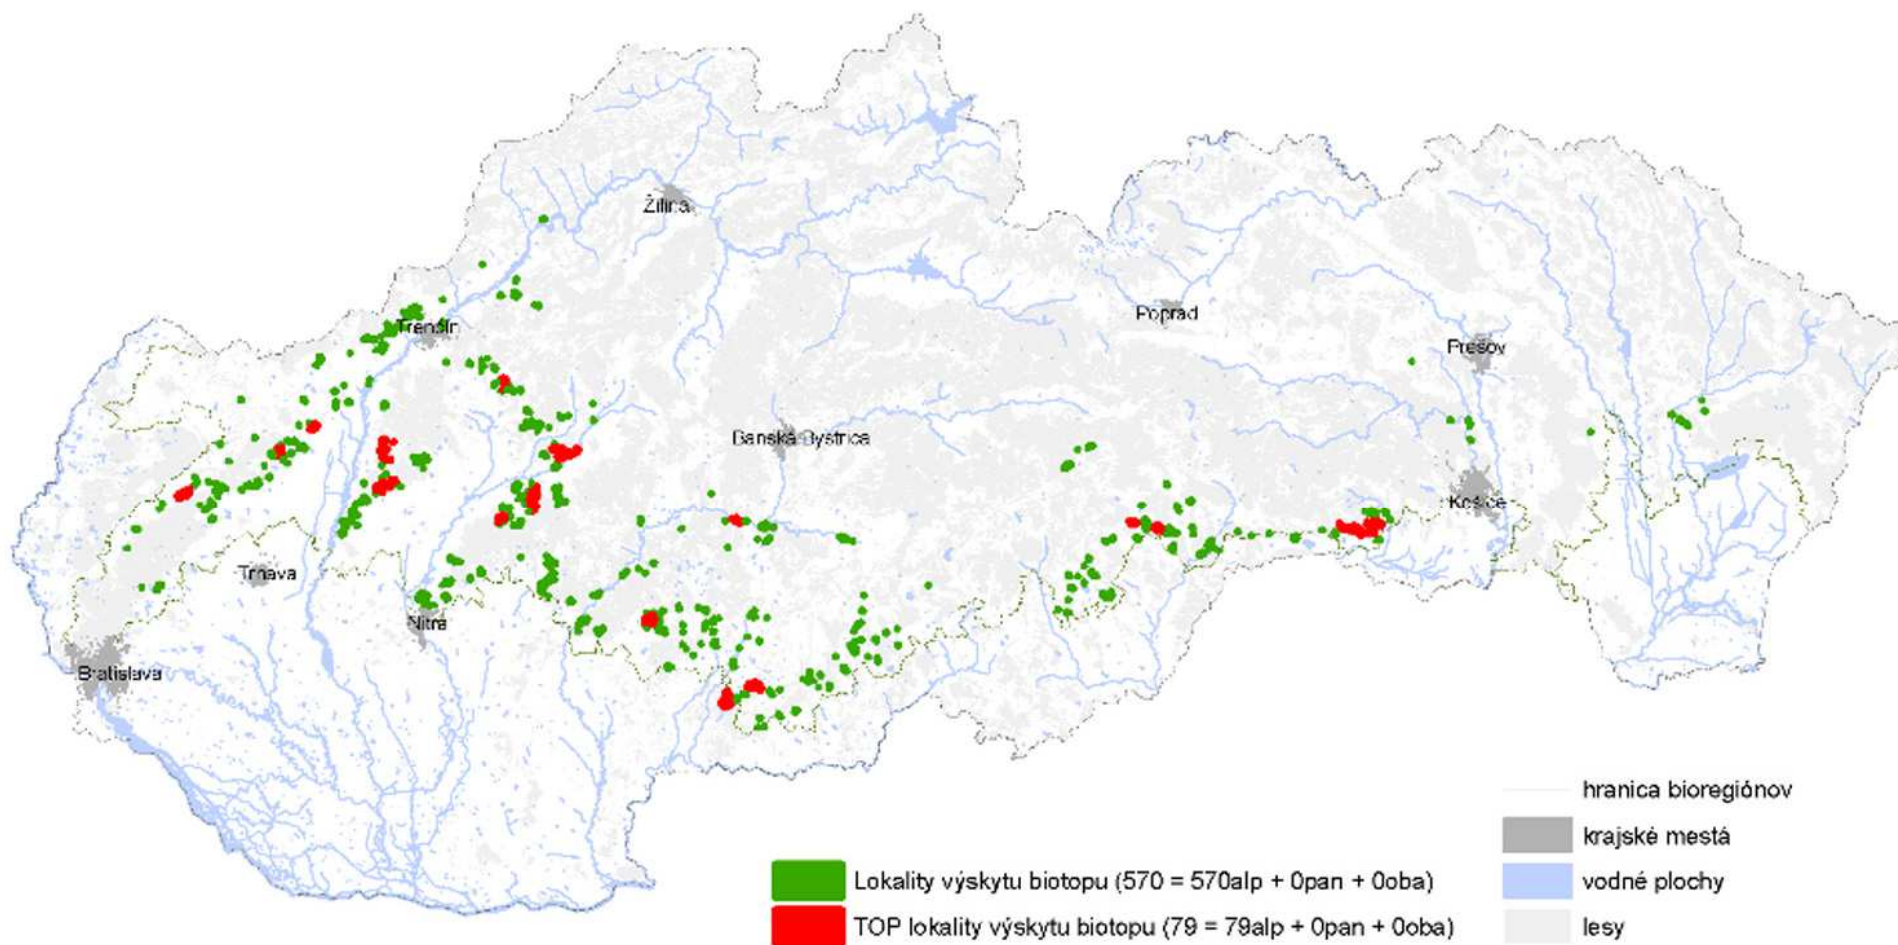 Žilina
Poprad
Trenčín
Prešov
Banská Bystrica
Košice
Trnava
Nitra
Bratislava
hranica bioregiónov
krajské mestá
Lokality výskytu biotopu (570 = 570alp + 0pan + 0oba)
vodné plochy
TOP lokality výskytu biotopu (79 = 79alp + 0pan + 0oba)
lesy